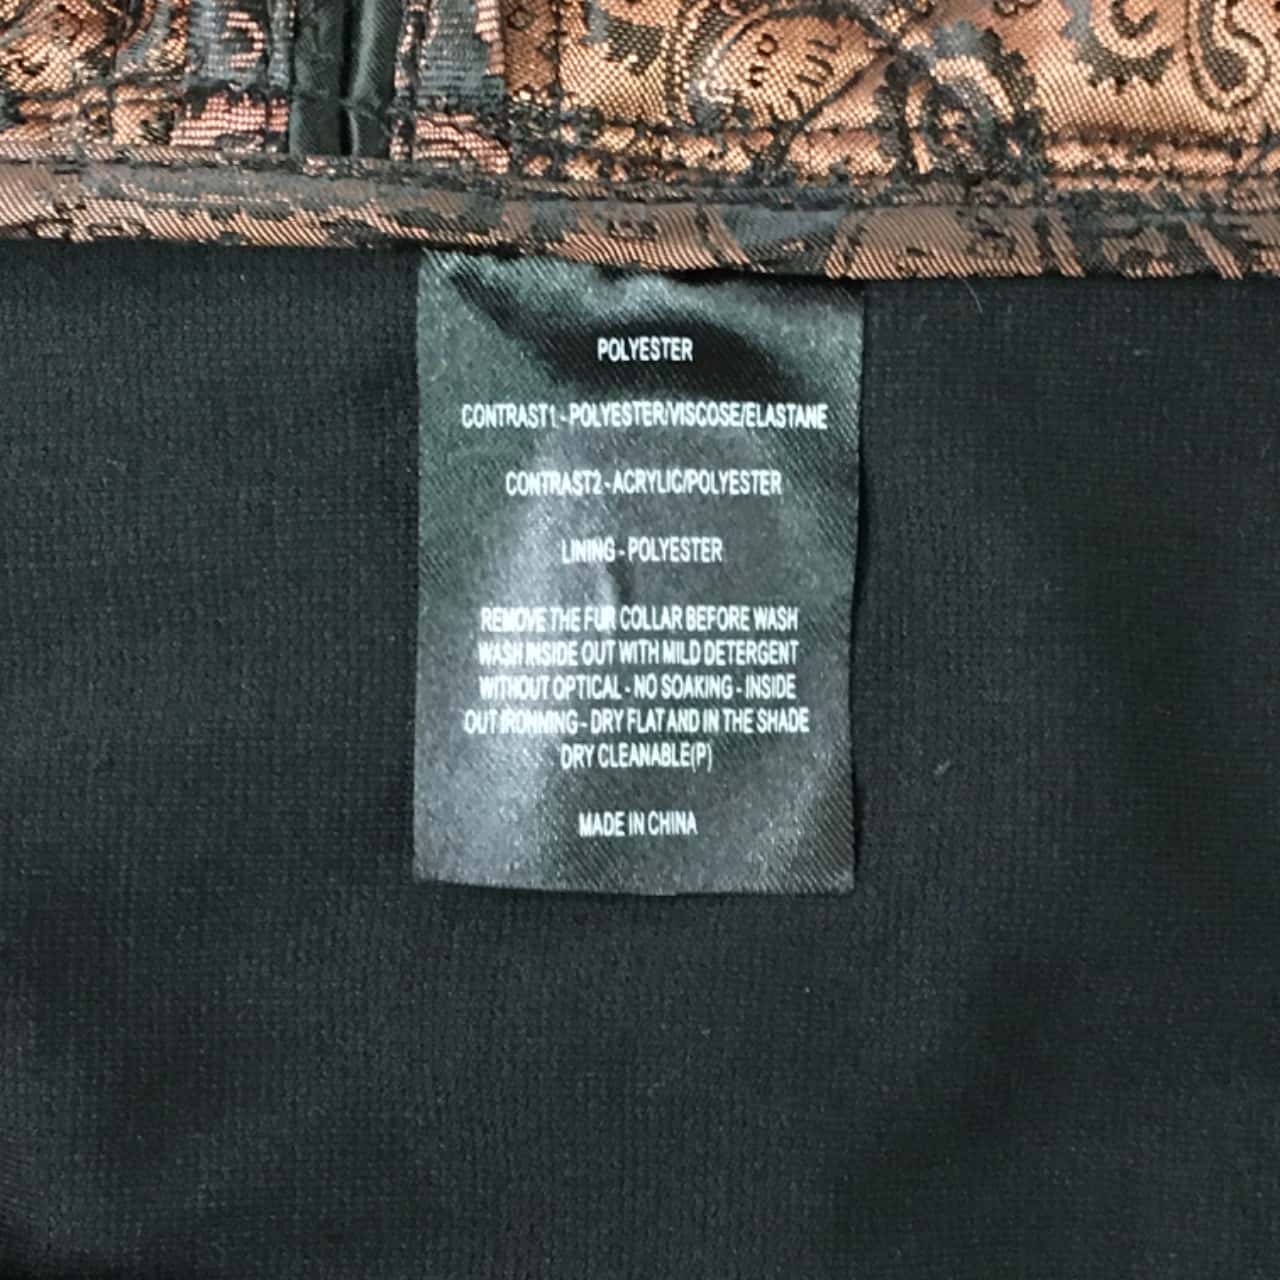 POLYESTER
CONTRAST1-POLYESTER/VISCOSE/ELASTANE
CONTRAST2-ACRYLIC/POLYESTER
LINING-POLYESTER
REMOVE THE FUR COLLAR BEFORE WASH
WASH INSIDE OUT WITH MILD DETERGENT
WITHOUT OPTICAL-NO SOAKING-INSIDE
OUT IRONMING-DRY FLAT AND IN THE SHADE
DRY CLEANABLE(P)
MADE IN CHINA